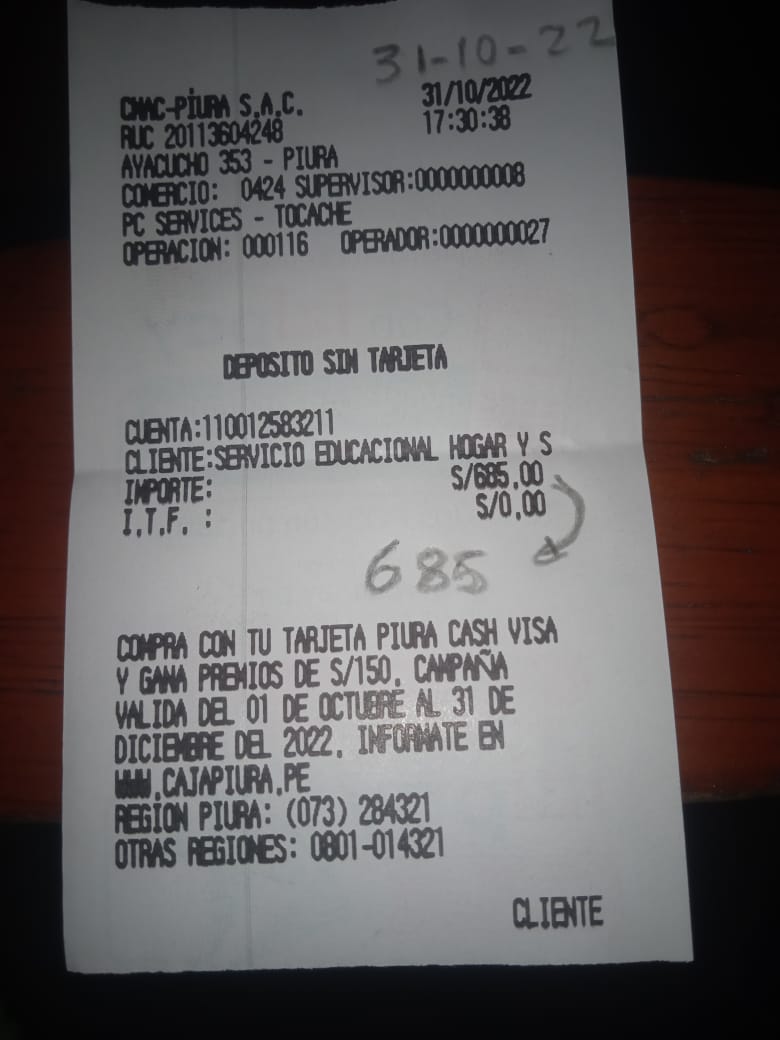 31-10-22
CMAC-PIURA S.A.C. 31/10/2022
RUC 20113604248 17:30:38
AYACUCHO 353 - PIURA
COMERCIO: 0424 SUPERVISOR:0000000008
PC SERVICES - TOCACHE
OPERACION: 000116 OPERADOR:0000000027
DEPOSITO SIN TARJETA
CUENTA:110012583211
CLIENTE:SERVICIO EDUCACIONAL HOGAR Y S
IMPORTE: S/685.00
I.T.F. : S/0.00
685
COMPRA CON TU TARJETA PIURA CASH VISA
Y GANA PREMIOS DE S/150. CAMPAÑA
VALIDA DEL 01 DE OCTUBRE AL 31 DE
DICIEMBRE DEL 2022. INFORMATE EN
WWW.CAJAPIURA.PE
REGION PIURA: (073) 284321
OTRAS REGIONES: 0801-014321
CLIENTE